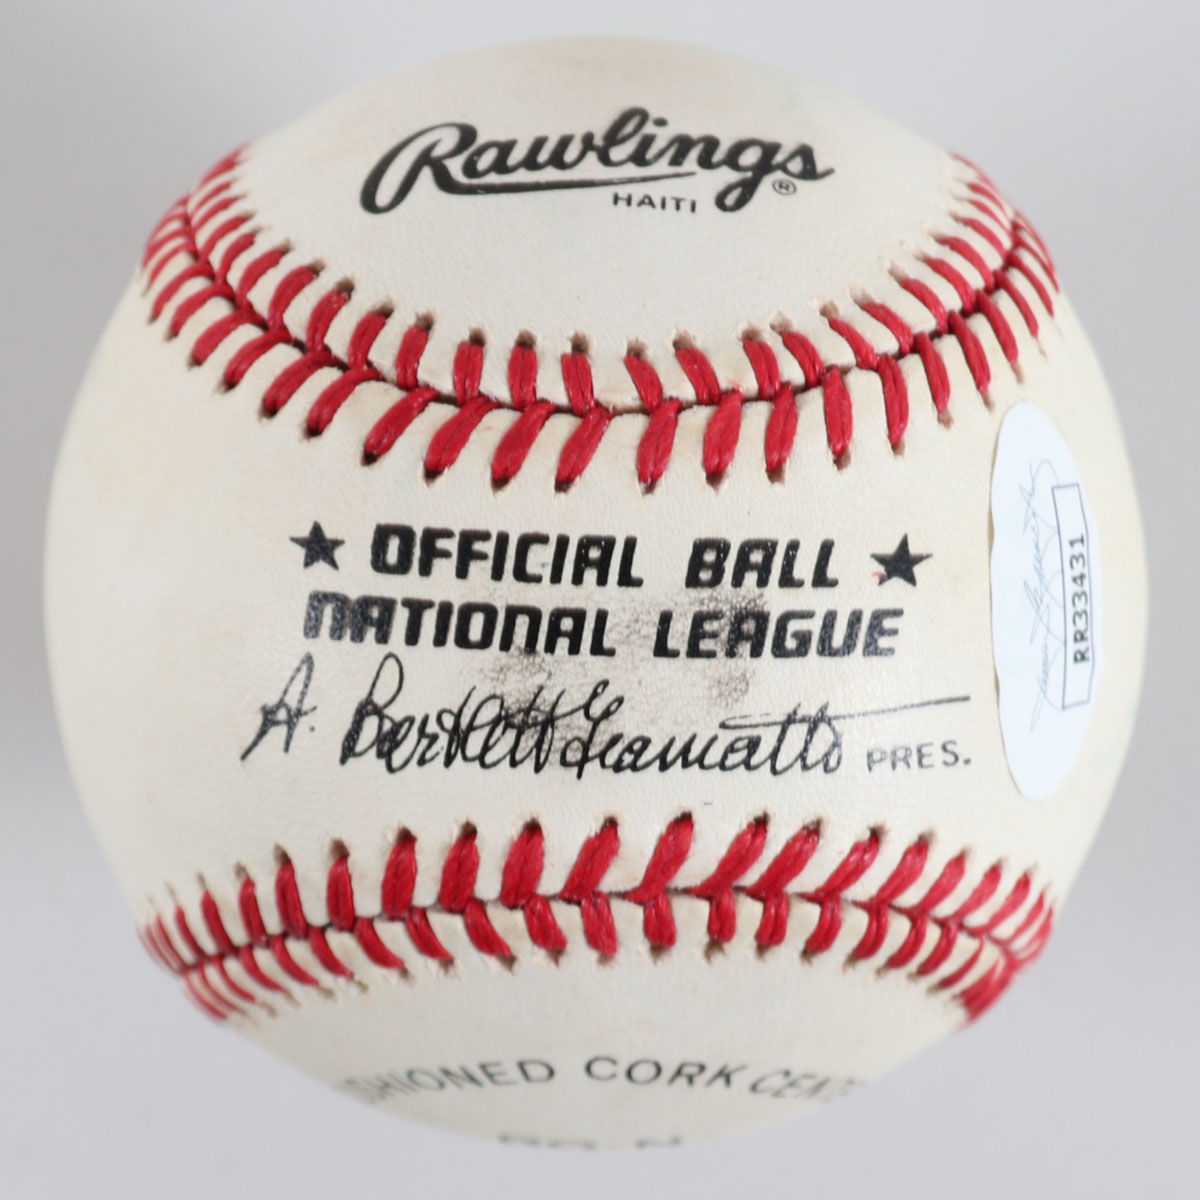 Rawlings®
HAITI
★ OFFICIAL BALL ★
NATIONAL LEAGUE
A. Bartlett Giamatti PRES.
RR33431
CORK